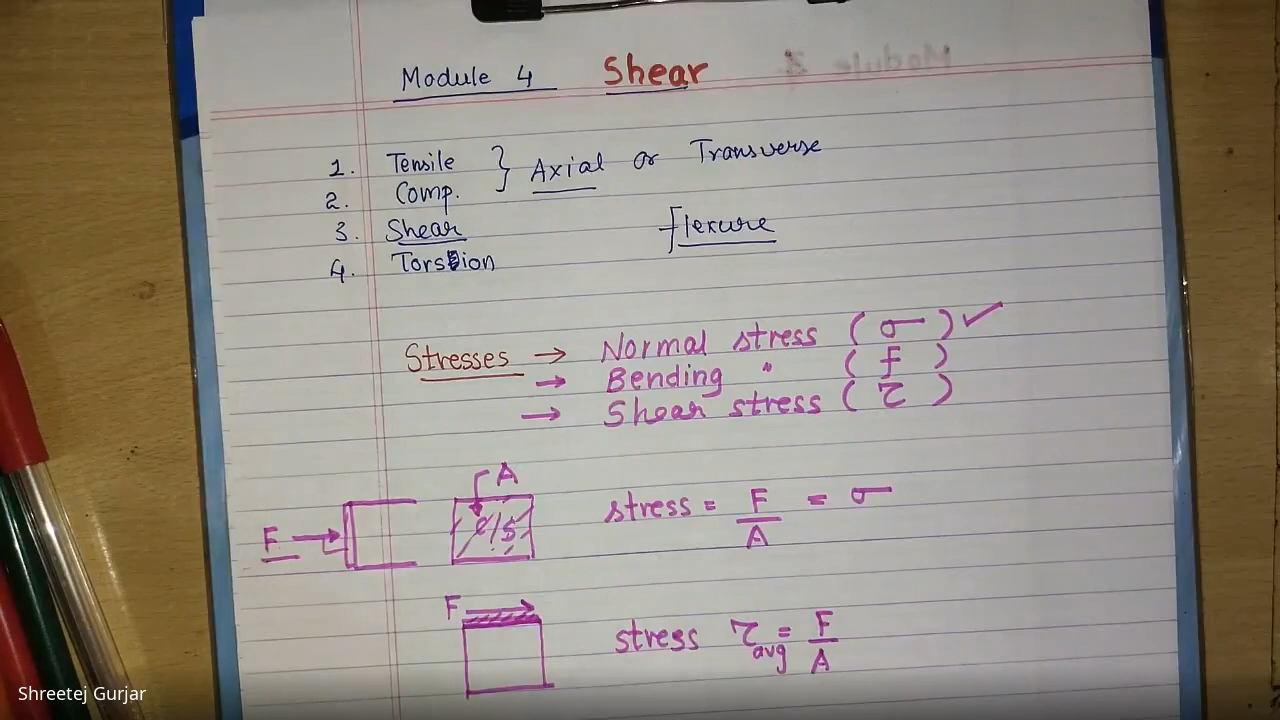 Module 4 Shear
1. Tensile } Axial or Transverse
2. Comp.
3. Shear flexure
4. Torsion
Stresses → Normal stress ( σ ) ✓
→ Bending " ( f )
→ Shear stress ( τ )
A
F → c/s stress = F/A = σ
F
stress τavg = F/A
Shreetej Gurjar